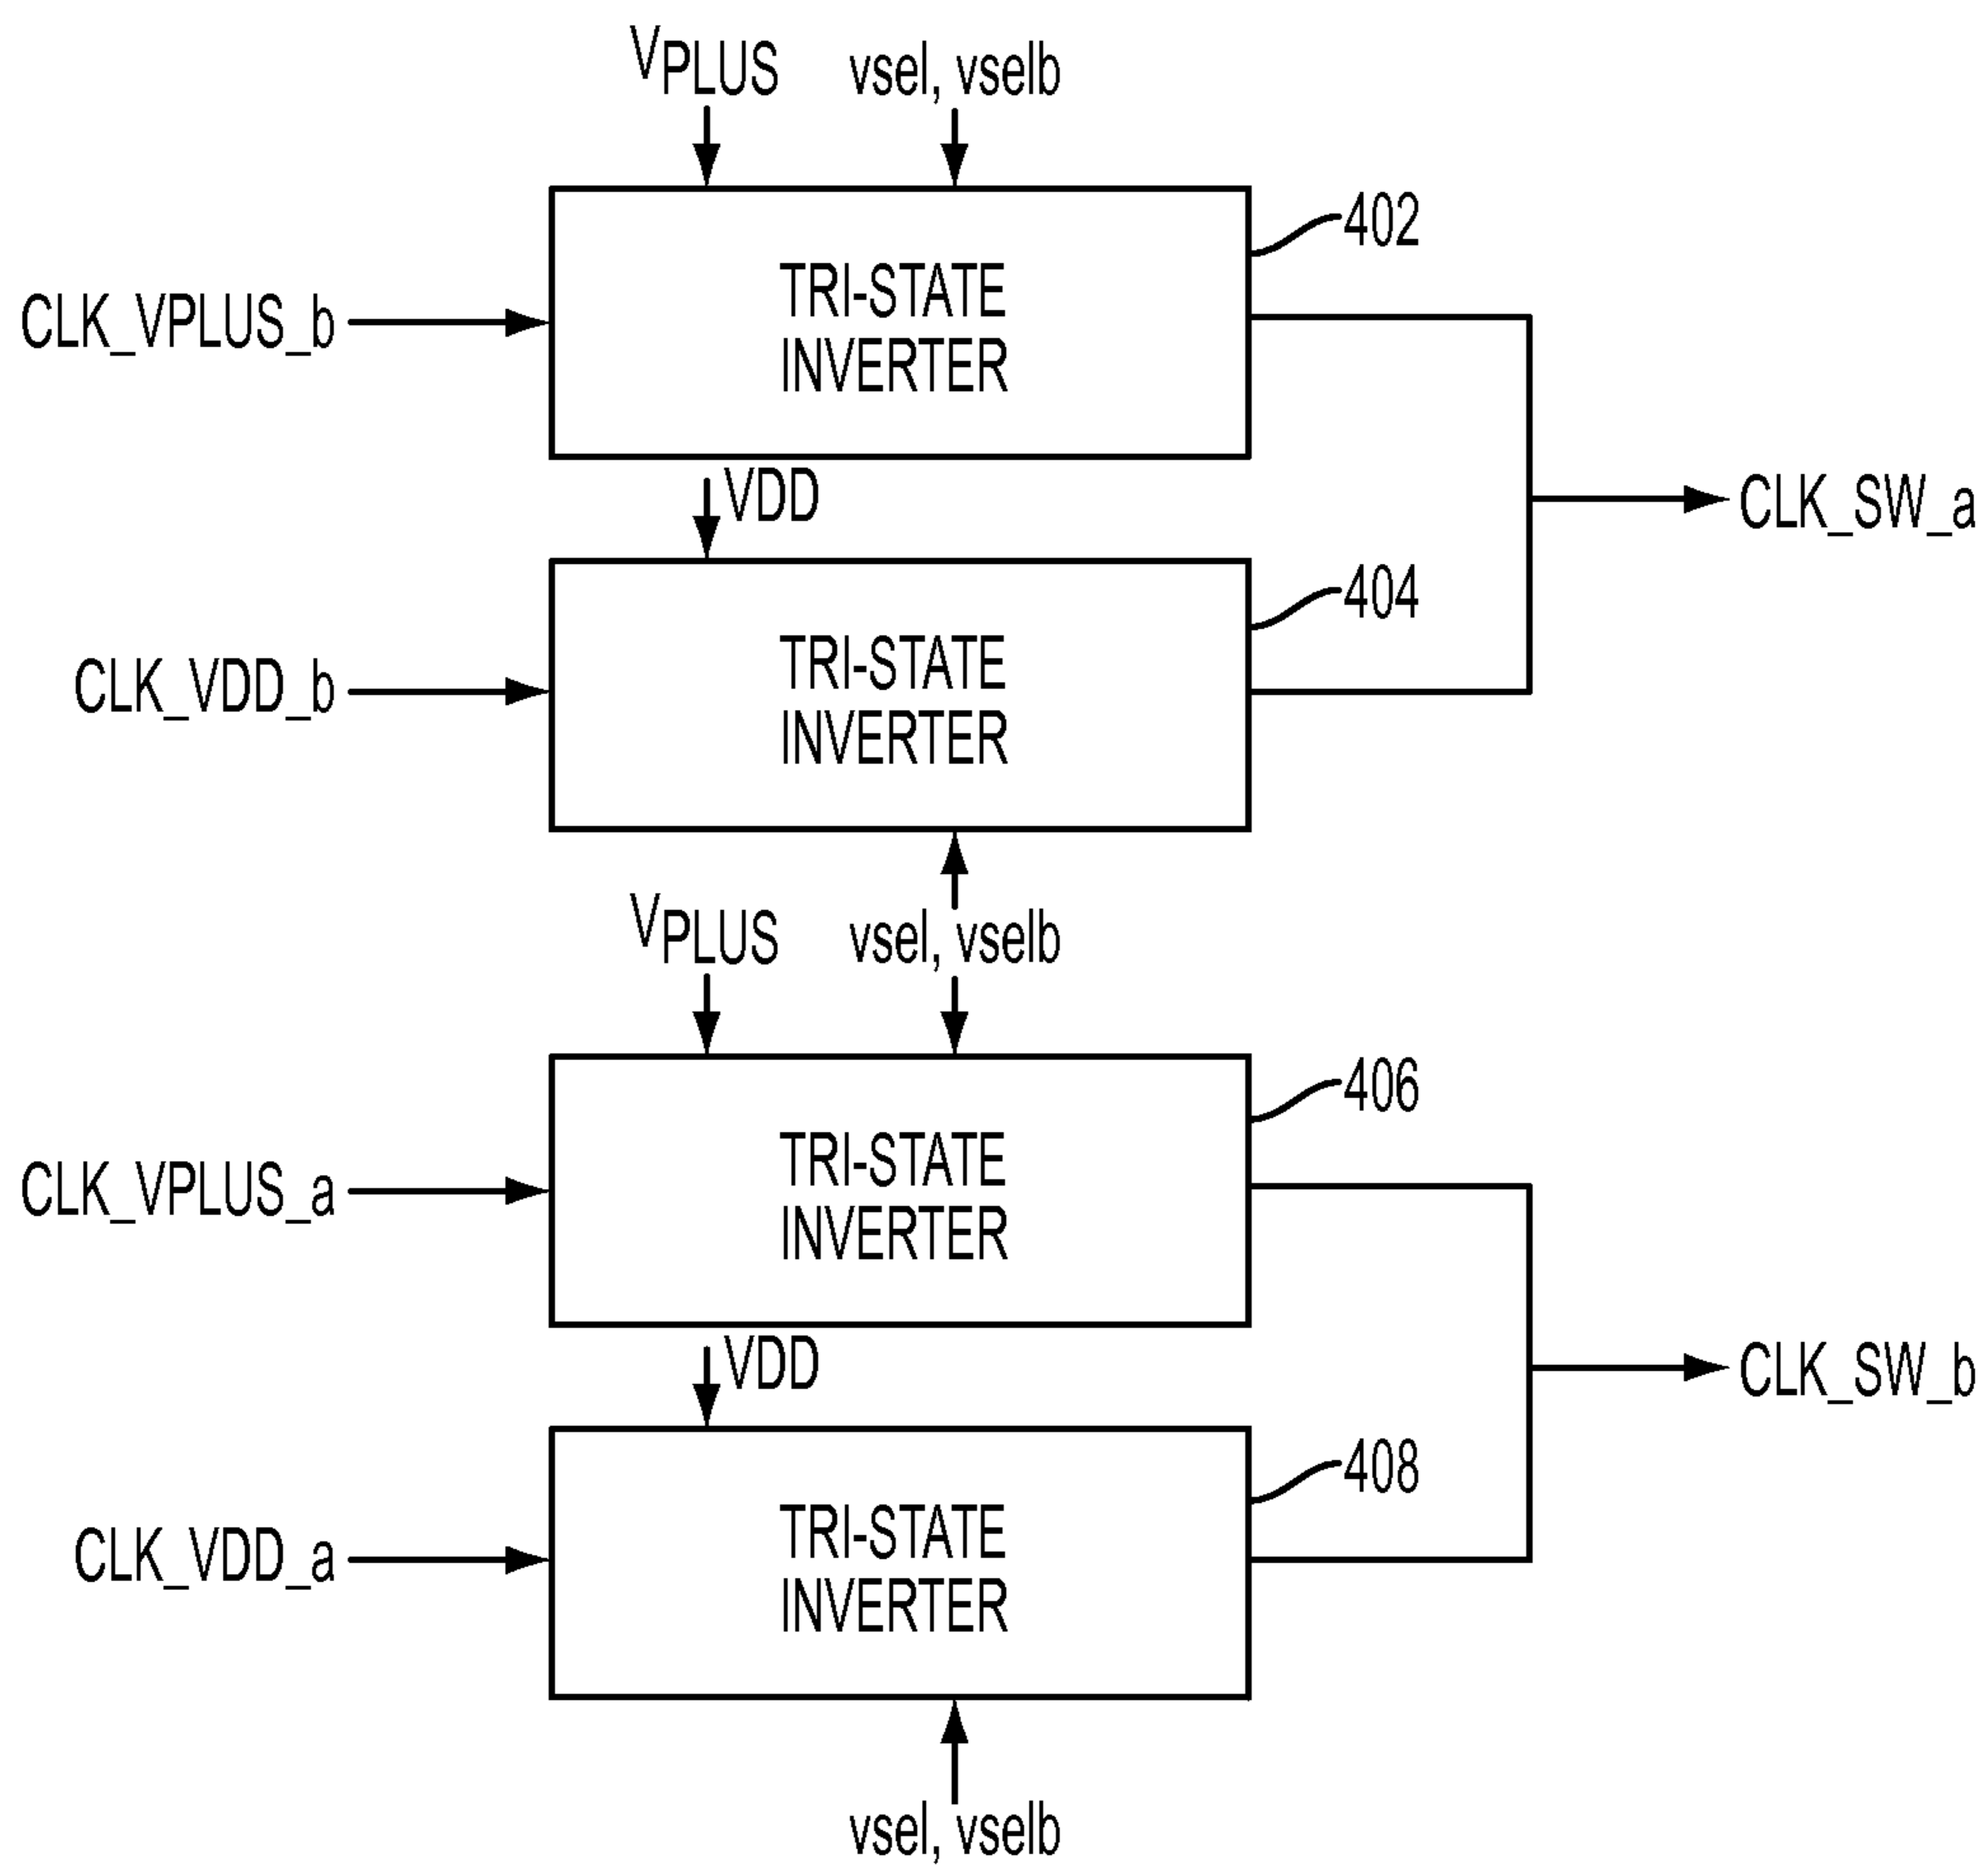 VPLUS vsel, vselb
402
CLK_VPLUS_b
TRI-STATE
INVERTER
VDD
CLK_SW_a
404
CLK_VDD_b
TRI-STATE
INVERTER
VPLUS vsel, vselb
406
CLK_VPLUS_a
TRI-STATE
INVERTER
VDD
CLK_SW_b
408
CLK_VDD_a
TRI-STATE
INVERTER
vsel, vselb